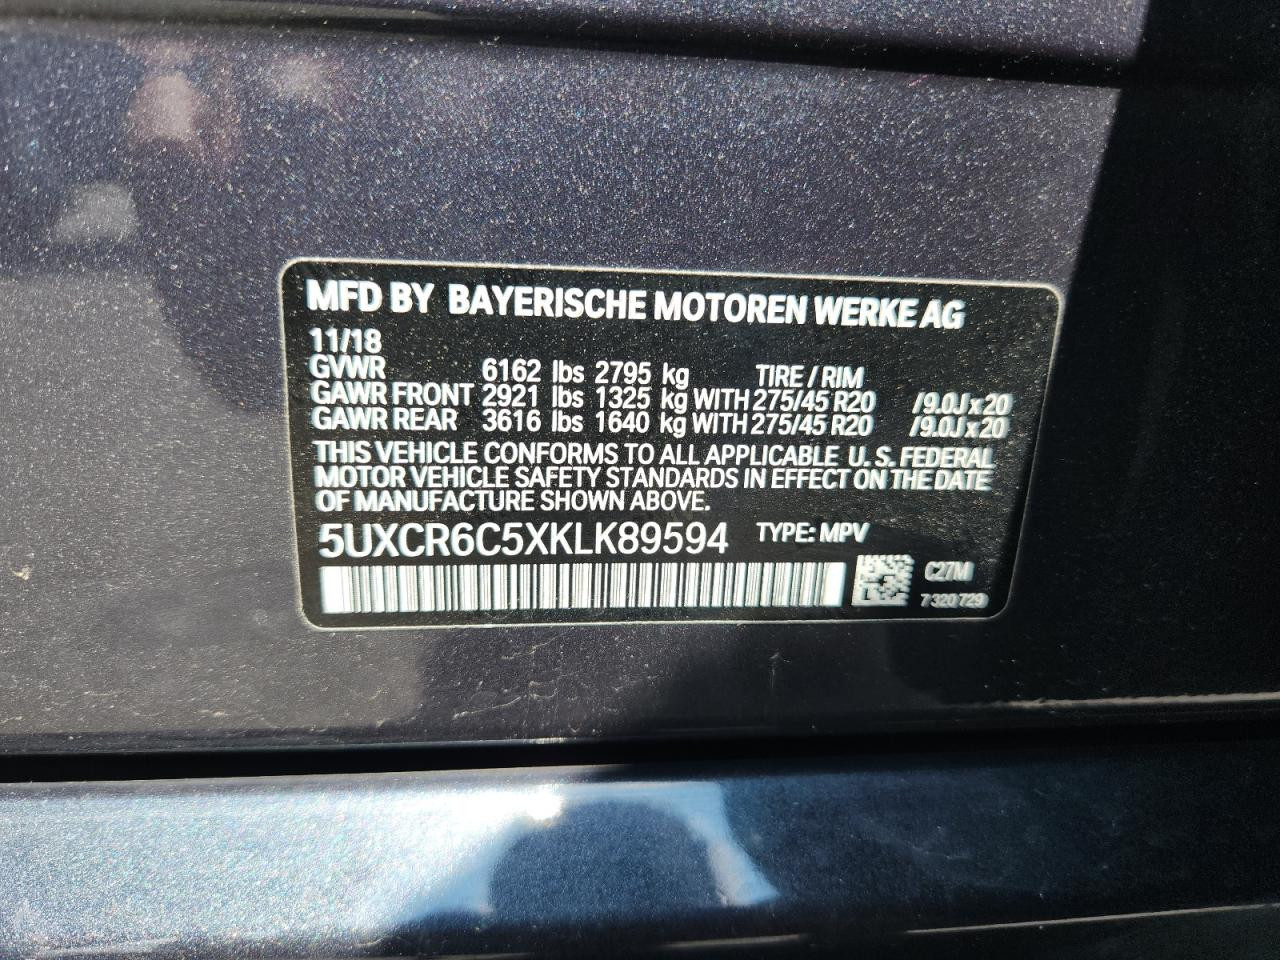 MFD BY BAYERISCHE MOTOREN WERKE AG
11/18
GVWR 6162 lbs 2795 kg TIRE / RIM
GAWR FRONT 2921 lbs 1325 kg WITH 275/45 R20 /9.0J x 20
GAWR REAR 3616 lbs 1640 kg WITH 275/45 R20 /9.0J x 20
THIS VEHICLE CONFORMS TO ALL APPLICABLE U. S. FEDERAL
MOTOR VEHICLE SAFETY STANDARDS IN EFFECT ON THE DATE
OF MANUFACTURE SHOWN ABOVE.
5UXCR6C5XKLK89594 TYPE: MPV
C27M
7 320 729